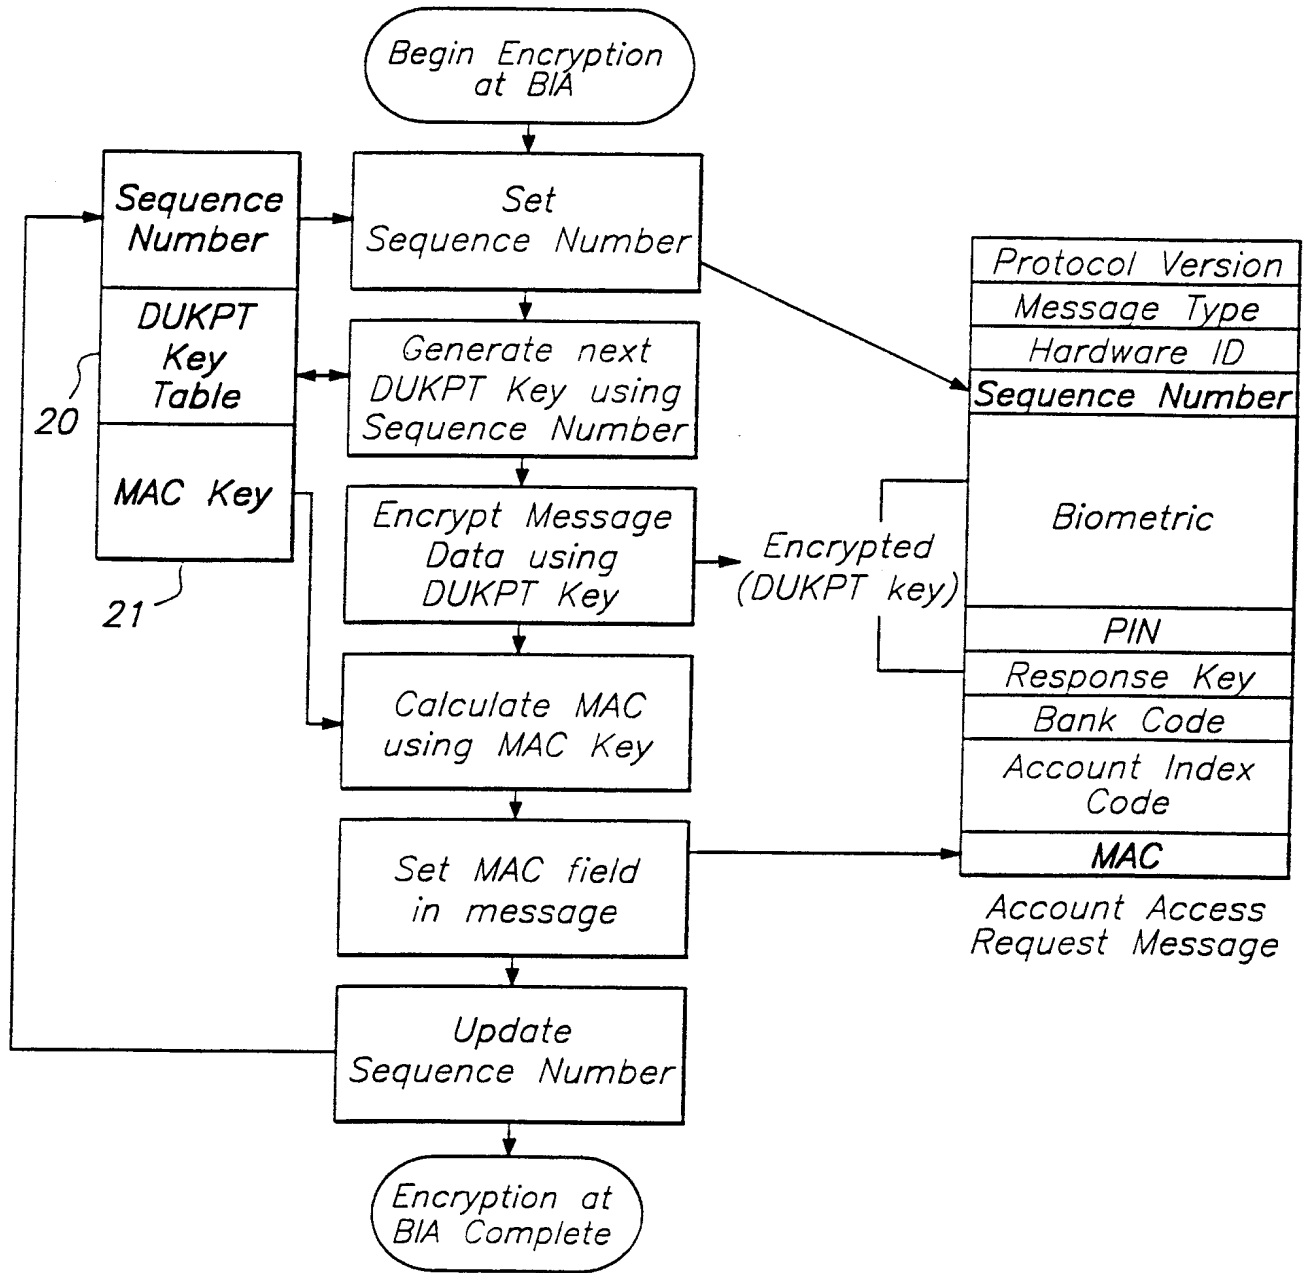 Begin Encryption
at BIA
Sequence
Number
DUKPT
Key
Table
MAC Key
20
21
Set
Sequence Number
Generate next
DUKPT Key using
Sequence Number
Encrypt Message
Data using
DUKPT Key
Calculate MAC
using MAC Key
Set MAC field
in message
Update
Sequence Number
Encryption at
BIA Complete
Encrypted
(DUKPT key)
Protocol Version
Message Type
Hardware ID
Sequence Number
Biometric
PIN
Response Key
Bank Code
Account Index
Code
MAC
Account Access
Request Message